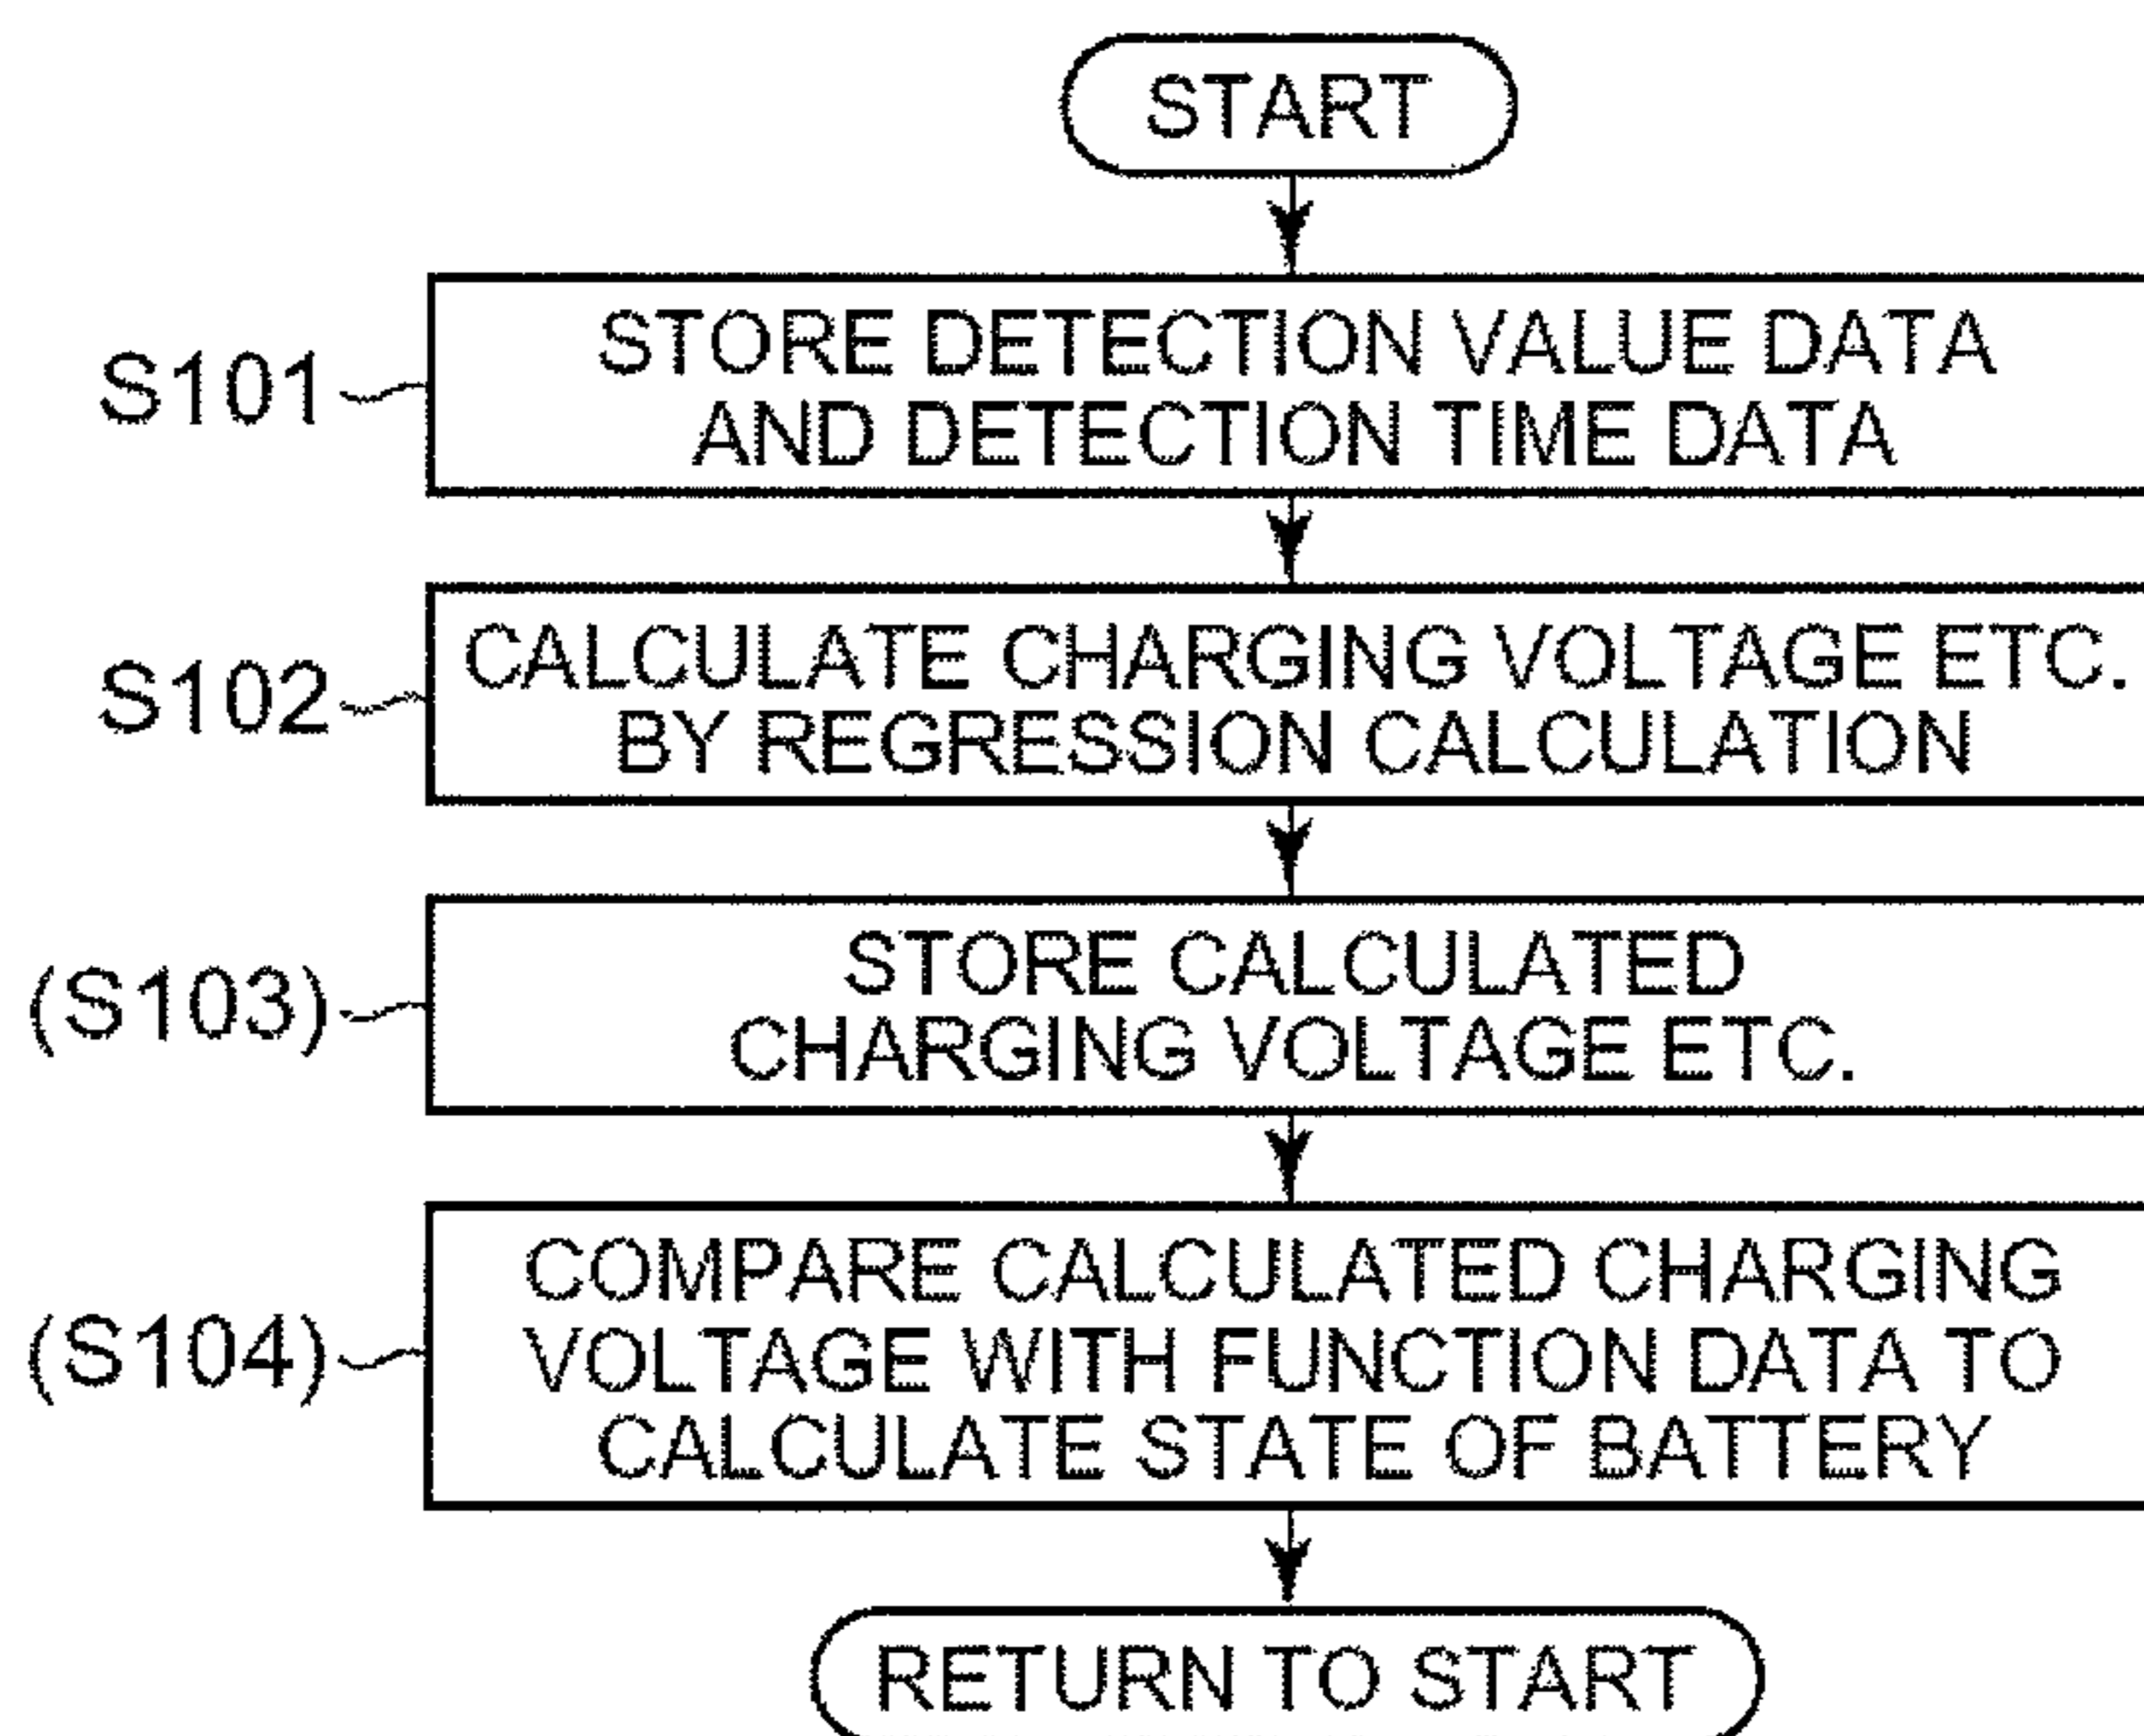 START
S101
STORE DETECTION VALUE DATA
AND DETECTION TIME DATA
S102
CALCULATE CHARGING VOLTAGE ETC.
BY REGRESSION CALCULATION
(S103)
STORE CALCULATED
CHARGING VOLTAGE ETC.
(S104)
COMPARE CALCULATED CHARGING
VOLTAGE WITH FUNCTION DATA TO
CALCULATE STATE OF BATTERY
RETURN TO START